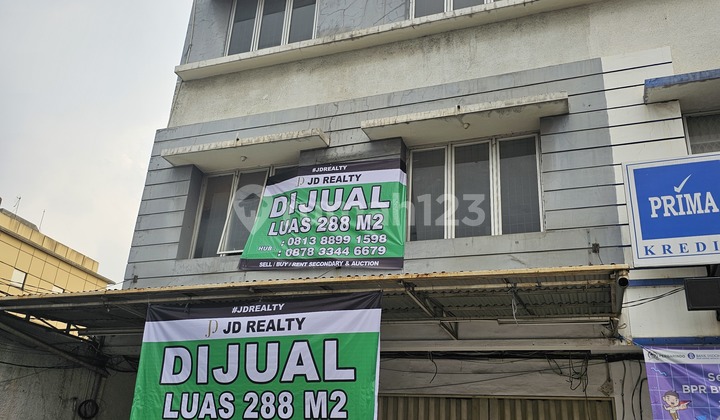 #JDREALTY
JD REALTY
DIJUAL
LUAS 288 M2
HUB : 0813 8899 1598
: 0878 3344 6679
SELL / BUY / RENT SECONDARY & AUCTION
#JDREALTY
JD REALTY
DIJUAL
LUAS 288 M2
PRIMA
KREDI
BPR B